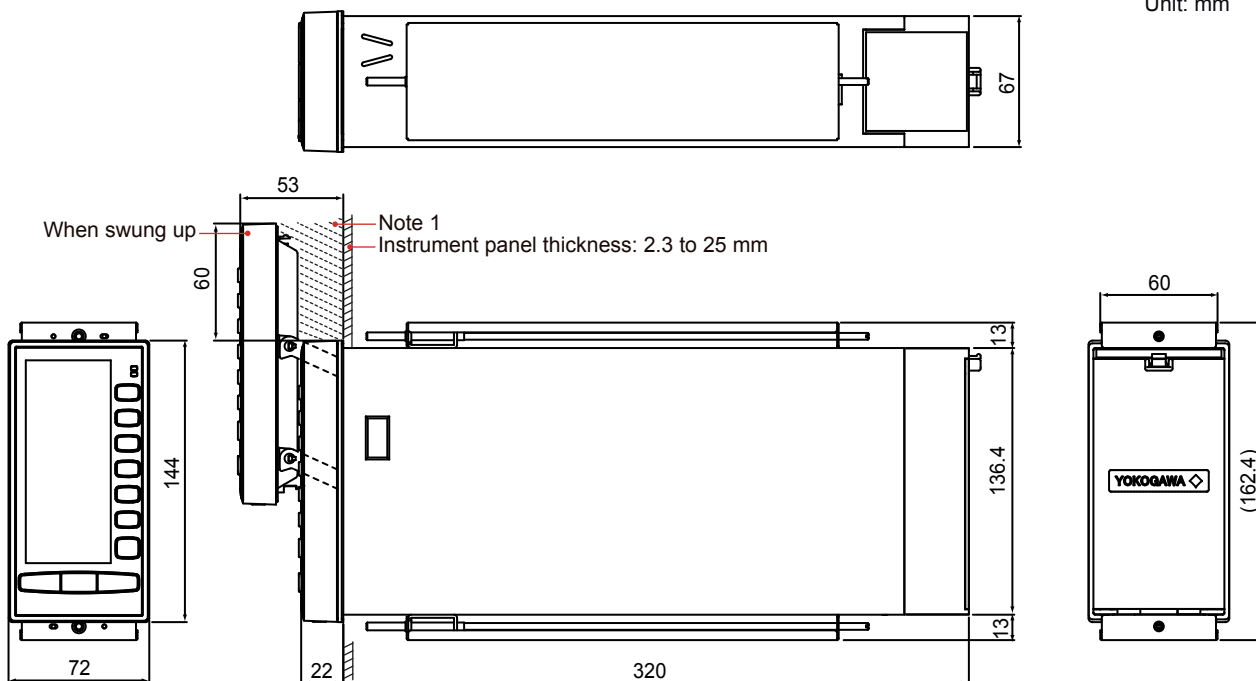 Unit: mm
67
53
When swung up
Note 1
Instrument panel thickness: 2.3 to 25 mm
60
60
13
144
136.4
YOKOGAWA
(162.4)
13
72
22
320